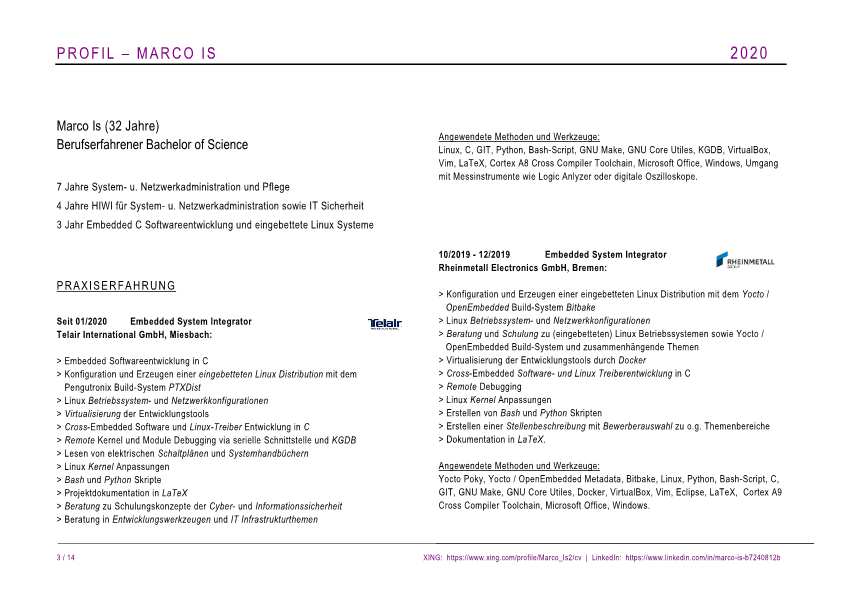 PROFIL – MARCO IS 2020
Marco Is (32 Jahre)
Berufserfahrener Bachelor of Science
7 Jahre System- u. Netzwerkadministration und Pflege
4 Jahre HIWI für System- u. Netzwerkadministration sowie IT Sicherheit
3 Jahr Embedded C Softwareentwicklung und eingebettete Linux Systeme
PRAXISERFAHRUNG
Seit 01/2020 Embedded System Integrator
Telair International GmbH, Miesbach:
Telair
> Embedded Softwareentwicklung in C
> Konfiguration und Erzeugen einer eingebetteten Linux Distribution mit dem
Pengutronix Build-System PTXDist
> Linux Betriebssystem- und Netzwerkkonfigurationen
> Virtualisierung der Entwicklungstools
> Cross-Embedded Software und Linux-Treiber Entwicklung in C
> Remote Kernel und Module Debugging via serielle Schnittstelle und KGDB
> Lesen von elektrischen Schaltplänen und Systemhandbüchern
> Linux Kernel Anpassungen
> Bash und Python Skripte
> Projektdokumentation in LaTeX
> Beratung zu Schulungskonzepte der Cyber- und Informationssicherheit
> Beratung in Entwicklungswerkzeugen und IT Infrastrukturthemen
Angewendete Methoden und Werkzeuge:
Linux, C, GIT, Python, Bash-Script, GNU Make, GNU Core Utiles, KGDB, VirtualBox,
Vim, LaTeX, Cortex A8 Cross Compiler Toolchain, Microsoft Office, Windows, Umgang
mit Messinstrumente wie Logic Anlyzer oder digitale Oszilloskope.
10/2019 - 12/2019 Embedded System Integrator
Rheinmetall Electronics GmbH, Bremen:
RHEINMETALL
> Konfiguration und Erzeugen einer eingebetteten Linux Distribution mit dem Yocto /
OpenEmbedded Build-System Bitbake
> Linux Betriebssystem- und Netzwerkkonfigurationen
> Beratung und Schulung zu (eingebetteten) Linux Betriebssystemen sowie Yocto /
OpenEmbedded Build-System und zusammenhängende Themen
> Virtualisierung der Entwicklungstools durch Docker
> Cross-Embedded Software- und Linux Treiberentwicklung in C
> Remote Debugging
> Linux Kernel Anpassungen
> Erstellen von Bash und Python Skripten
> Erstellen einer Stellenbeschreibung mit Bewerberauswahl zu o.g. Themenbereiche
> Dokumentation in LaTeX.
Angewendete Methoden und Werkzeuge:
Yocto Poky, Yocto / OpenEmbedded Metadata, Bitbake, Linux, Python, Bash-Script, C,
GIT, GNU Make, GNU Core Utiles, Docker, VirtualBox, Vim, Eclipse, LaTeX, Cortex A9
Cross Compiler Toolchain, Microsoft Office, Windows.
3 / 14
XING: https://www.xing.com/profile/Marco_Is2/cv | LinkedIn: https://www.linkedin.com/in/marco-is-b7240812b